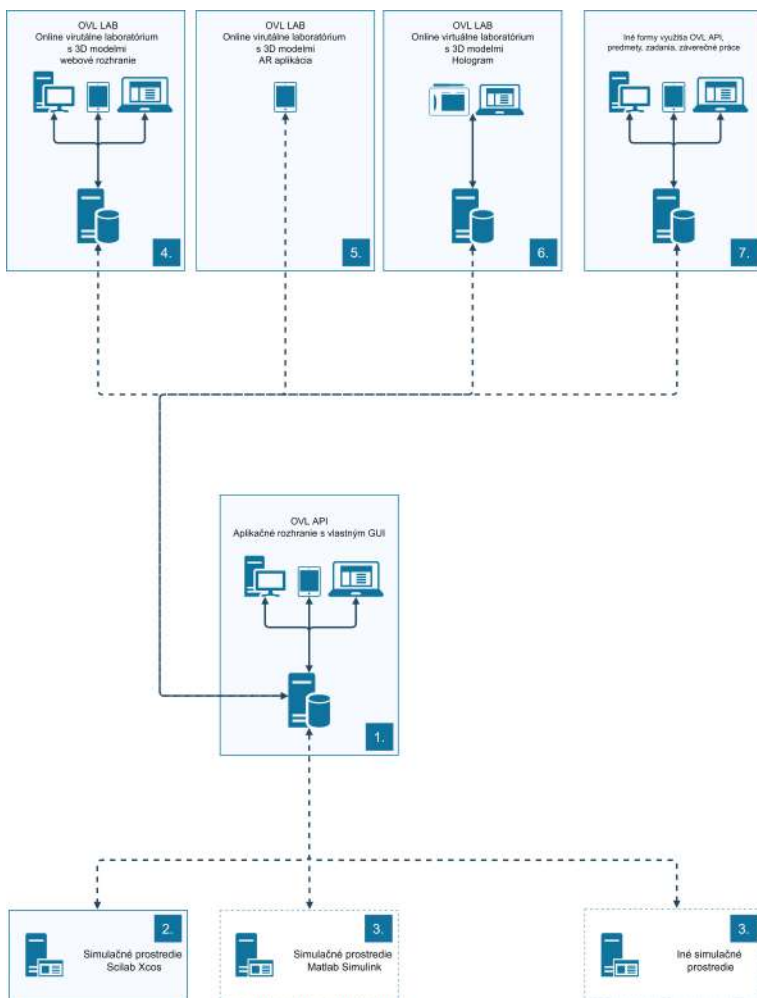 OVL LAB
Online virutálne laboratórium
s 3D modelmi
webové rozhranie
4.
OVL LAB
Online virutálne laboratórium
s 3D modelmi
AR aplikácia
5.
OVL LAB
Online virtuálne laboratórium
s 3D modelmi
Hologram
6.
Iné formy využitia OVL API,
predmety, zadania, záverečné práce
7.
OVL API
Aplikačné rozhranie s vlastným GUI
1.
2.
Simulačné prostredie
Scilab Xcos
3.
Simulačné prostredie
Matlab Simulink
3.
Iné simulačné
prostredie